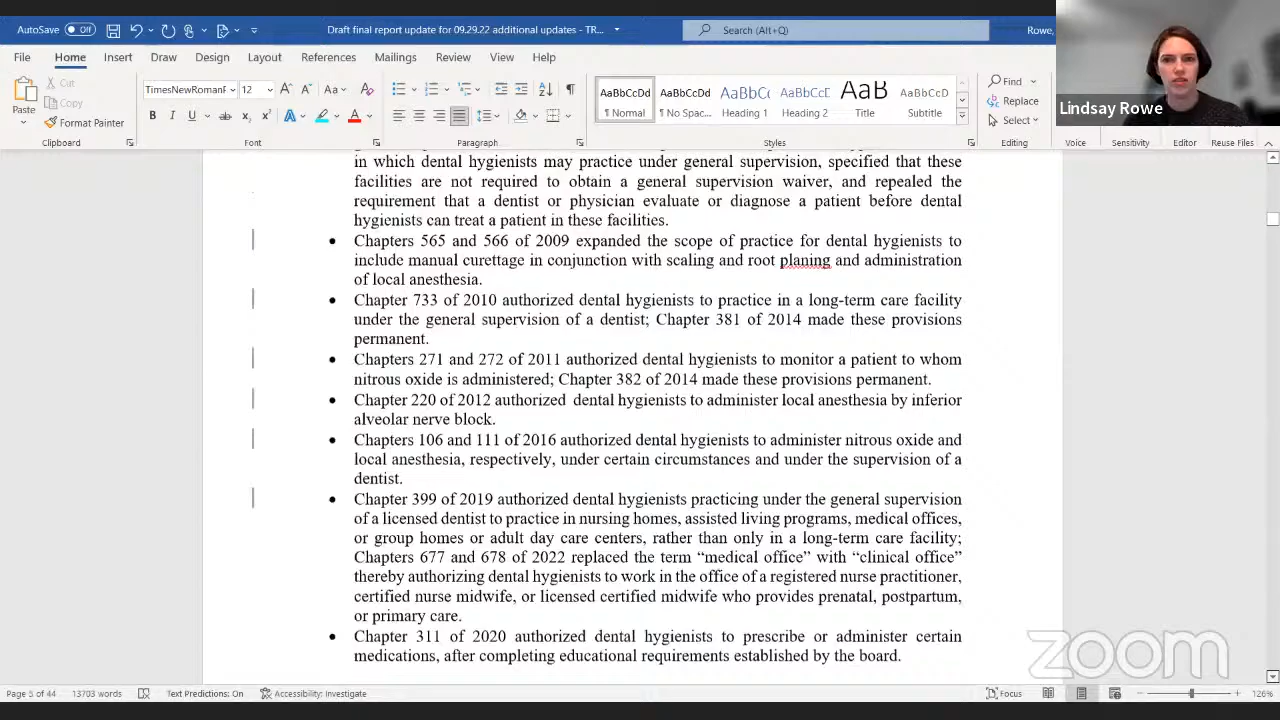 AutoSave Off
Draft final report update for 09.29.22 additional updates - TR...
Search (Alt+Q)
Rowe,
File Home Insert Draw Design Layout References Mailings Review View Help
Paste
Cut
Copy
Format Painter
Clipboard
TimesNewRomanP 12
Font
Paragraph
AaBbCcDd AaBbCcDd AaBbCc AaBbCcE AaB AaBbCcD
¶ Normal ¶ No Spac... Heading 1 Heading 2 Title Subtitle
Styles
Find
Replace
Select
Editing
Voice Sensitivity Editor Reuse Files
Lindsay Rowe
in which dental hygienists may practice under general supervision, specified that these
facilities are not required to obtain a general supervision waiver, and repealed the
requirement that a dentist or physician evaluate or diagnose a patient before dental
hygienists can treat a patient in these facilities.
• Chapters 565 and 566 of 2009 expanded the scope of practice for dental hygienists to
include manual curettage in conjunction with scaling and root planing and administration
of local anesthesia.
• Chapter 733 of 2010 authorized dental hygienists to practice in a long-term care facility
under the general supervision of a dentist; Chapter 381 of 2014 made these provisions
permanent.
• Chapters 271 and 272 of 2011 authorized dental hygienists to monitor a patient to whom
nitrous oxide is administered; Chapter 382 of 2014 made these provisions permanent.
• Chapter 220 of 2012 authorized dental hygienists to administer local anesthesia by inferior
alveolar nerve block.
• Chapters 106 and 111 of 2016 authorized dental hygienists to administer nitrous oxide and
local anesthesia, respectively, under certain circumstances and under the supervision of a
dentist.
• Chapter 399 of 2019 authorized dental hygienists practicing under the general supervision
of a licensed dentist to practice in nursing homes, assisted living programs, medical offices,
or group homes or adult day care centers, rather than only in a long-term care facility;
Chapters 677 and 678 of 2022 replaced the term “medical office” with “clinical office”
thereby authorizing dental hygienists to work in the office of a registered nurse practitioner,
certified nurse midwife, or licensed certified midwife who provides prenatal, postpartum,
or primary care.
• Chapter 311 of 2020 authorized dental hygienists to prescribe or administer certain
medications, after completing educational requirements established by the board.
zoom
Page 5 of 44 13703 words Text Predictions: On Accessibility: Investigate Focus 126%